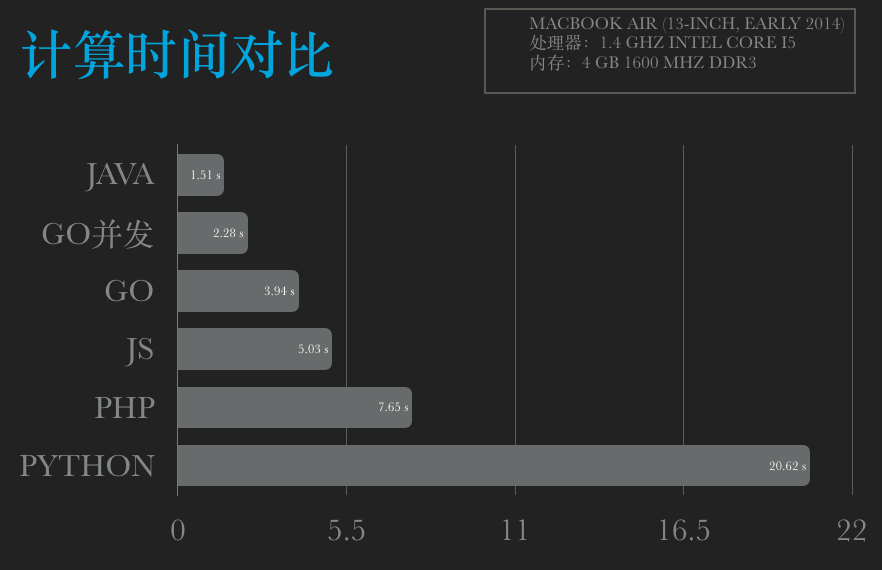 计算时间对比
MACBOOK AIR (13-INCH, EARLY 2014)
处理器：1.4 GHZ INTEL CORE I5
内存：4 GB 1600 MHZ DDR3
JAVA 1.51 s
GO并发 2.28 s
GO 3.94 s
JS 5.03 s
PHP 7.65 s
PYTHON 20.62 s
0 5.5 11 16.5 22